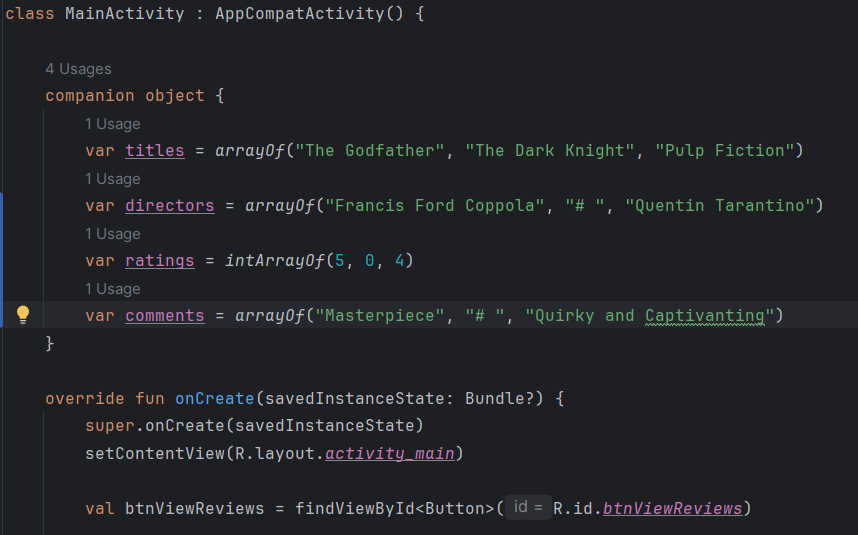 class MainActivity : AppCompatActivity() {
4 Usages
companion object {
1 Usage
var titles = arrayOf("The Godfather", "The Dark Knight", "Pulp Fiction")
1 Usage
var directors = arrayOf("Francis Ford Coppola", "# ", "Quentin Tarantino")
1 Usage
var ratings = intArrayOf(5, 0, 4)
1 Usage
var comments = arrayOf("Masterpiece", "# ", "Quirky and Captivanting")
}
override fun onCreate(savedInstanceState: Bundle?) {
super.onCreate(savedInstanceState)
setContentView(R.layout.activity_main)
val btnViewReviews = findViewById<Button>( id = R.id.btnViewReviews)